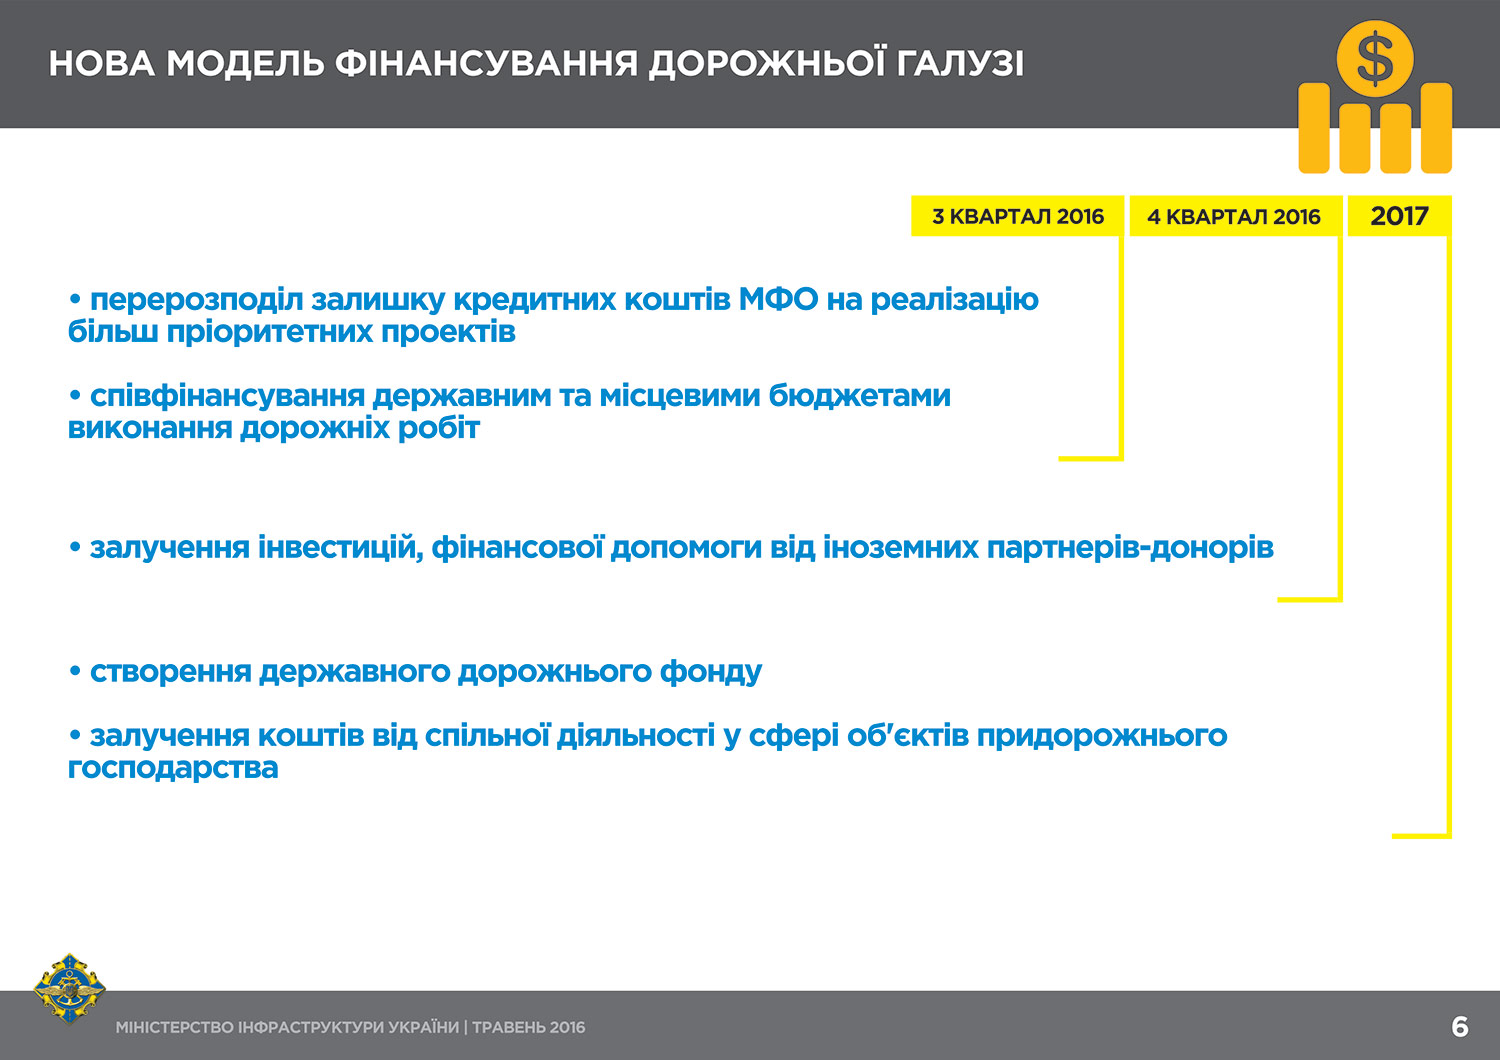 НОВА МОДЕЛЬ ФІНАНСУВАННЯ ДОРОЖНЬОЇ ГАЛУЗІ
$
3 КВАРТАЛ 2016 4 КВАРТАЛ 2016 2017
• перерозподіл залишку кредитних коштів МФО на реалізацію
більш пріоритетних проектів
• співфінансування державним та місцевими бюджетами
виконання дорожніх робіт
• залучення інвестицій, фінансової допомоги від іноземних партнерів-донорів
• створення державного дорожнього фонду
• залучення коштів від спільної діяльності у сфері об'єктів придорожнього
господарства
МІНІСТЕРСТВО ІНФРАСТРУКТУРИ УКРАЇНИ | ТРАВЕНЬ 2016
6